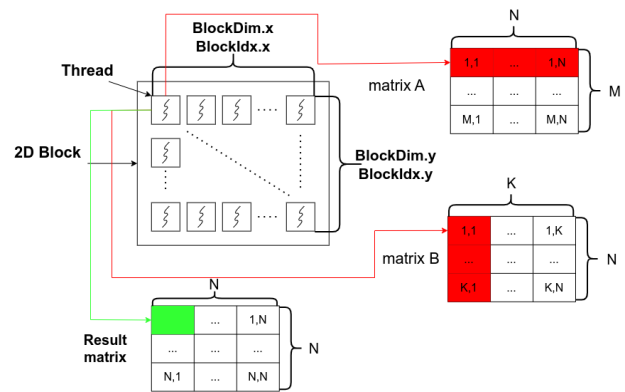 BlockDim.x
BlockIdx.x
Thread
2D Block
BlockDim.y
BlockIdx.y
N
matrix A
1,1 ... 1,N
... ... ...
M,1 ... M,N
M
K
matrix B
1,1 ... 1,K
... ... ...
K,1 ... K,N
N
N
Result
matrix
... 1,N
... ... ...
N,1 ... N,N
N